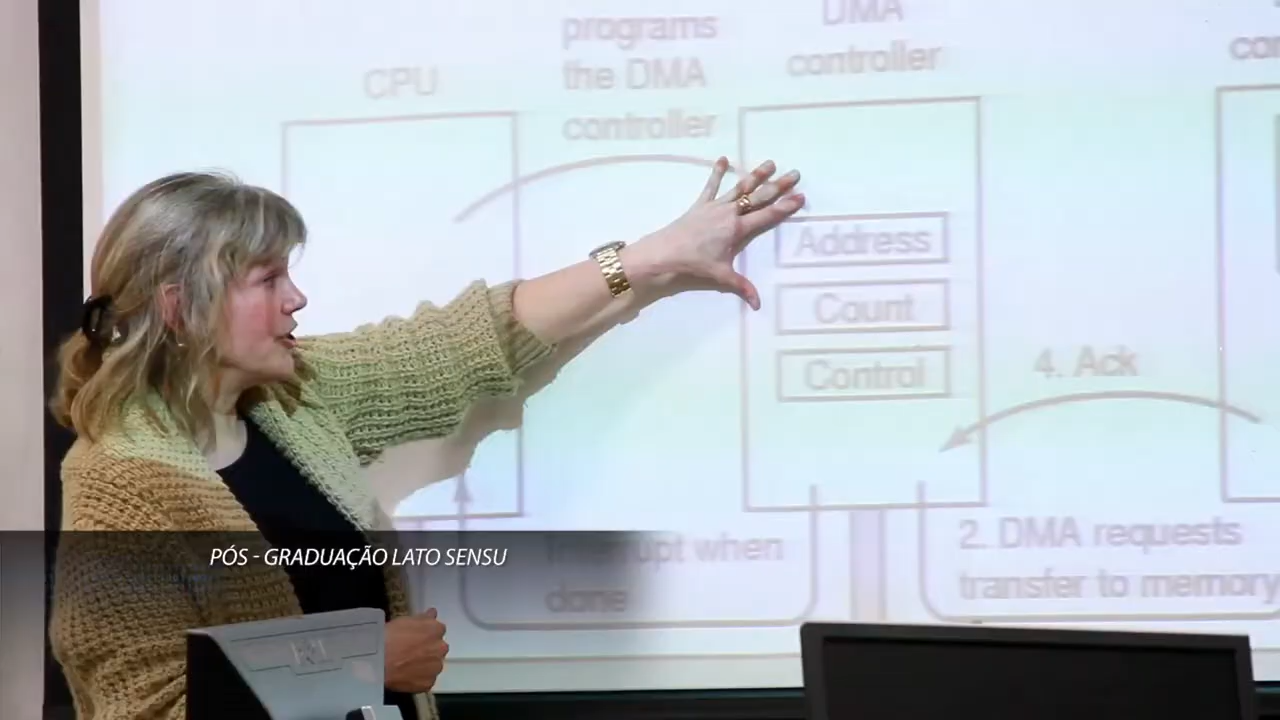 programs
the DMA
controller
DMA
controller
CPU
Address
Count
Control
4. Ack
2. DMA requests
transfer to memory
when
done
PÓS - GRADUAÇÃO LATO SENSU